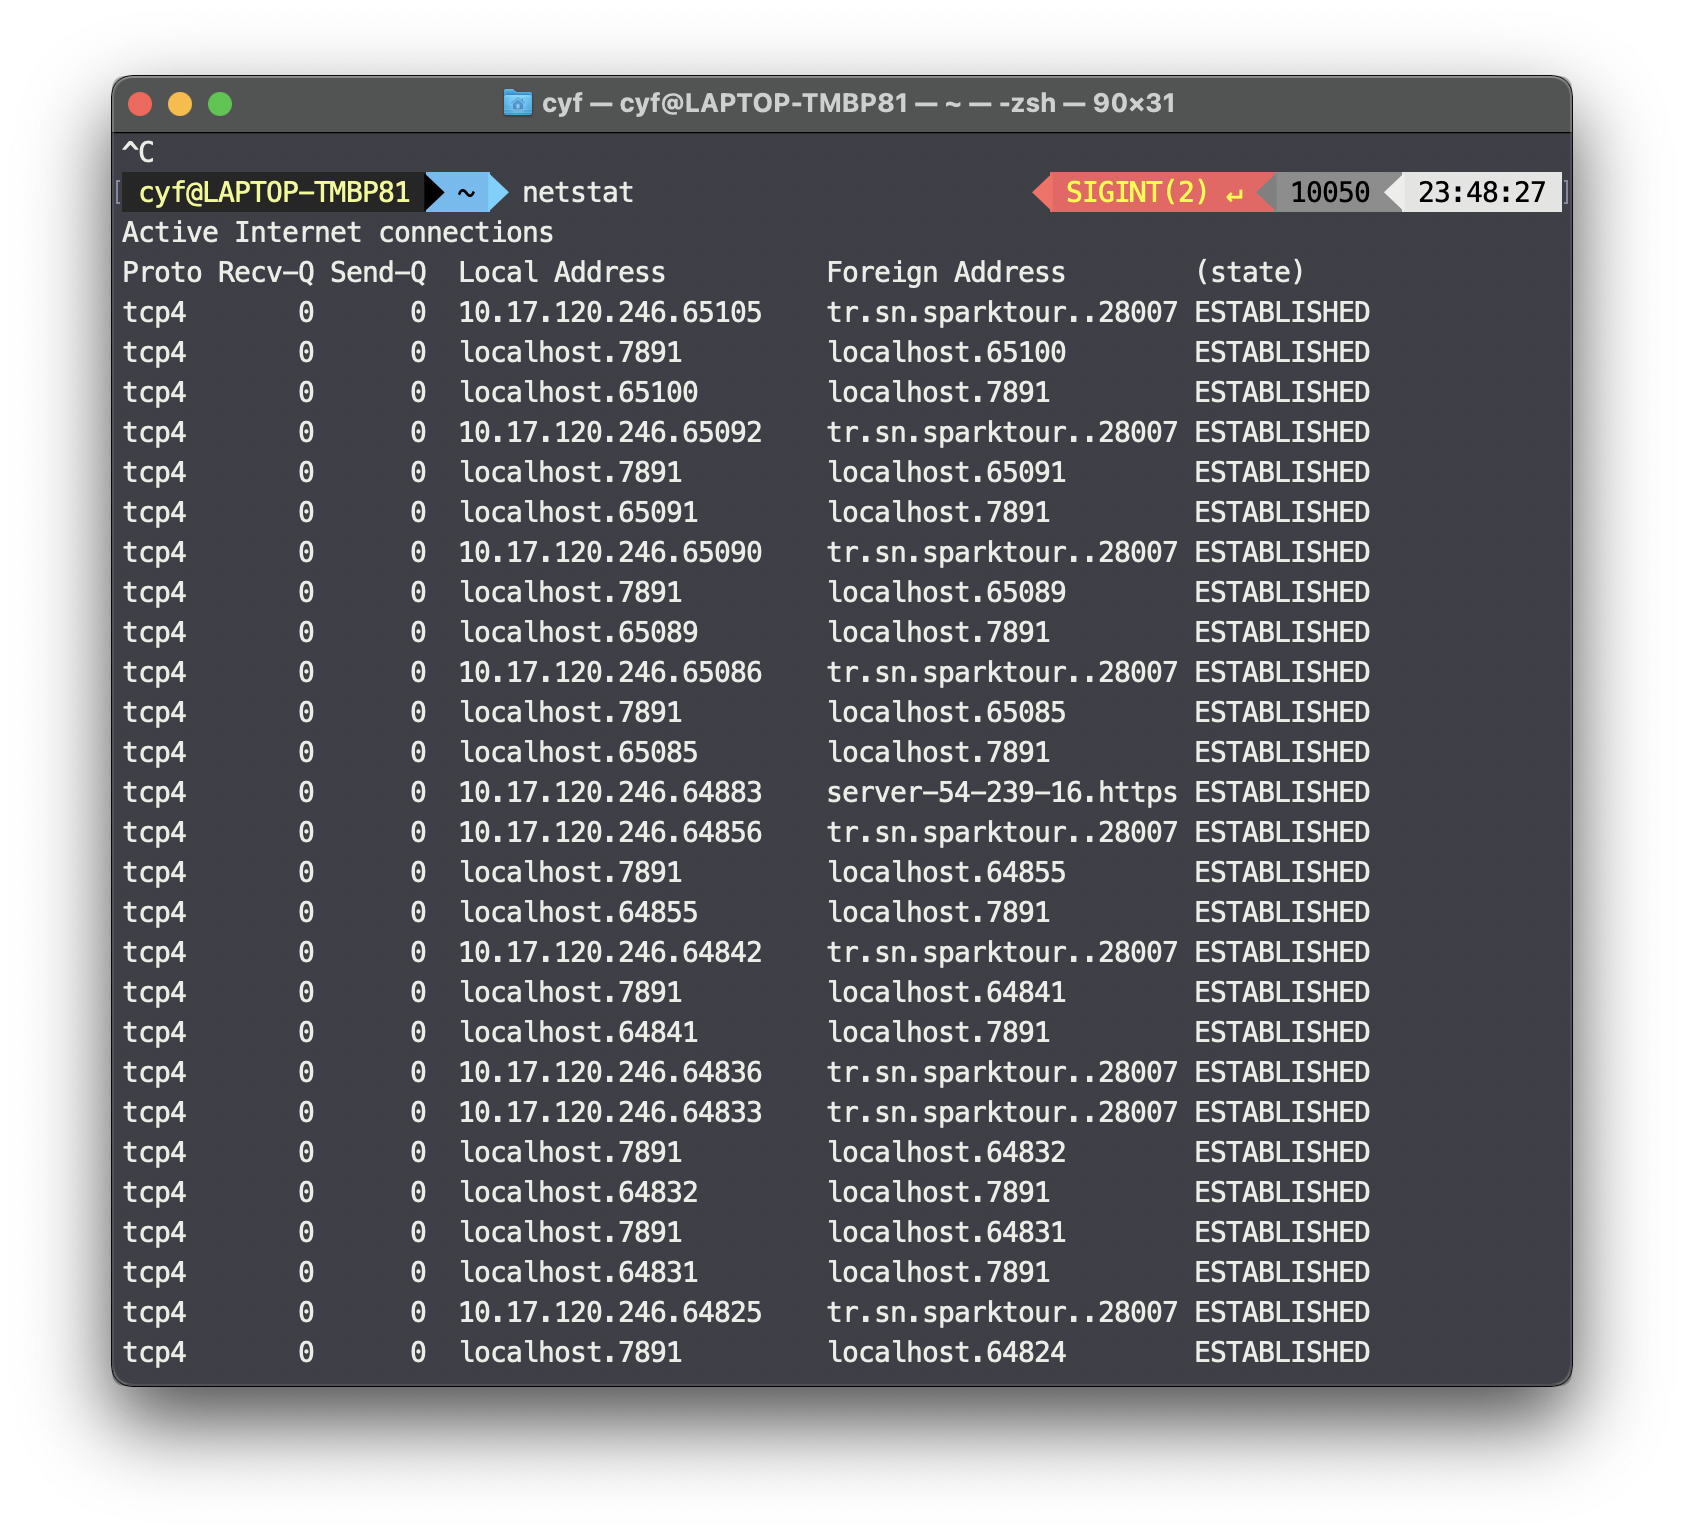 cyf — cyf@LAPTOP-TMBP81 — ~ — -zsh — 90×31
^C
cyf@LAPTOP-TMBP81 ~ netstat SIGINT(2) ↵ 10050 23:48:27
Active Internet connections
Proto Recv-Q Send-Q  Local Address          Foreign Address        (state)
tcp4       0      0  10.17.120.246.65105    tr.sn.sparktour..28007 ESTABLISHED
tcp4       0      0  localhost.7891         localhost.65100        ESTABLISHED
tcp4       0      0  localhost.65100        localhost.7891         ESTABLISHED
tcp4       0      0  10.17.120.246.65092    tr.sn.sparktour..28007 ESTABLISHED
tcp4       0      0  localhost.7891         localhost.65091        ESTABLISHED
tcp4       0      0  localhost.65091        localhost.7891         ESTABLISHED
tcp4       0      0  10.17.120.246.65090    tr.sn.sparktour..28007 ESTABLISHED
tcp4       0      0  localhost.7891         localhost.65089        ESTABLISHED
tcp4       0      0  localhost.65089        localhost.7891         ESTABLISHED
tcp4       0      0  10.17.120.246.65086    tr.sn.sparktour..28007 ESTABLISHED
tcp4       0      0  localhost.7891         localhost.65085        ESTABLISHED
tcp4       0      0  localhost.65085        localhost.7891         ESTABLISHED
tcp4       0      0  10.17.120.246.64883    server-54-239-16.https ESTABLISHED
tcp4       0      0  10.17.120.246.64856    tr.sn.sparktour..28007 ESTABLISHED
tcp4       0      0  localhost.7891         localhost.64855        ESTABLISHED
tcp4       0      0  localhost.64855        localhost.7891         ESTABLISHED
tcp4       0      0  10.17.120.246.64842    tr.sn.sparktour..28007 ESTABLISHED
tcp4       0      0  localhost.7891         localhost.64841        ESTABLISHED
tcp4       0      0  localhost.64841        localhost.7891         ESTABLISHED
tcp4       0      0  10.17.120.246.64836    tr.sn.sparktour..28007 ESTABLISHED
tcp4       0      0  10.17.120.246.64833    tr.sn.sparktour..28007 ESTABLISHED
tcp4       0      0  localhost.7891         localhost.64832        ESTABLISHED
tcp4       0      0  localhost.64832        localhost.7891         ESTABLISHED
tcp4       0      0  localhost.7891         localhost.64831        ESTABLISHED
tcp4       0      0  localhost.64831        localhost.7891         ESTABLISHED
tcp4       0      0  10.17.120.246.64825    tr.sn.sparktour..28007 ESTABLISHED
tcp4       0      0  localhost.7891         localhost.64824        ESTABLISHED